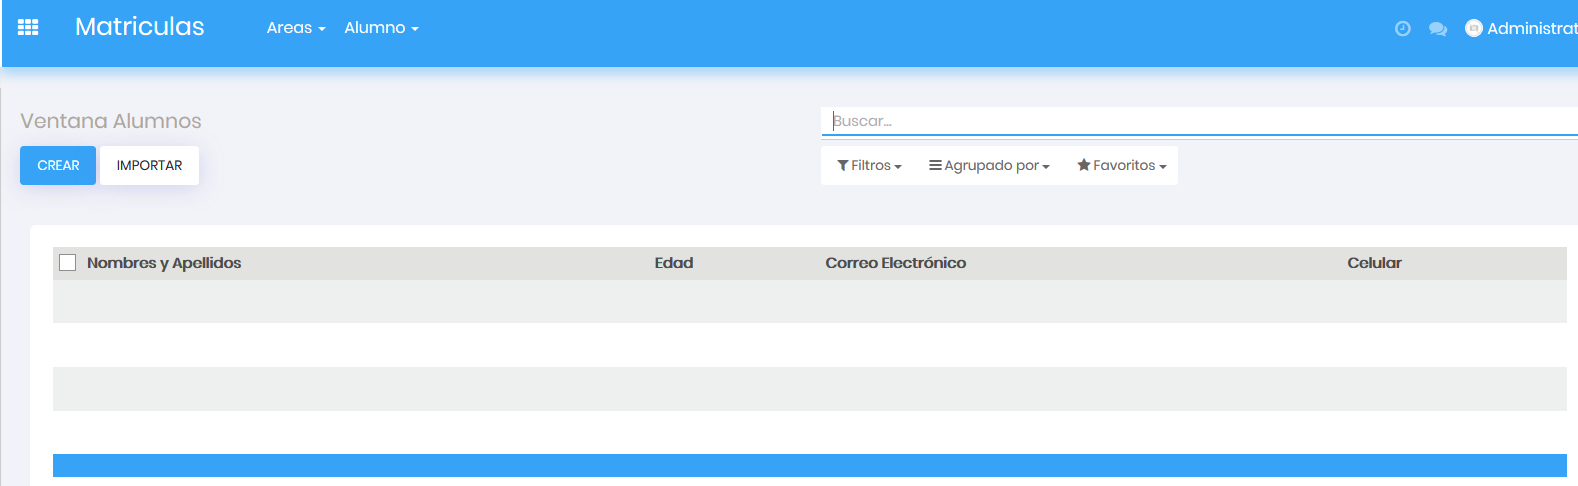 Matriculas Areas Alumno Administrat
Ventana Alumnos
Buscar...
CREAR IMPORTAR Filtros Agrupado por Favoritos
Nombres y Apellidos Edad Correo Electrónico Celular